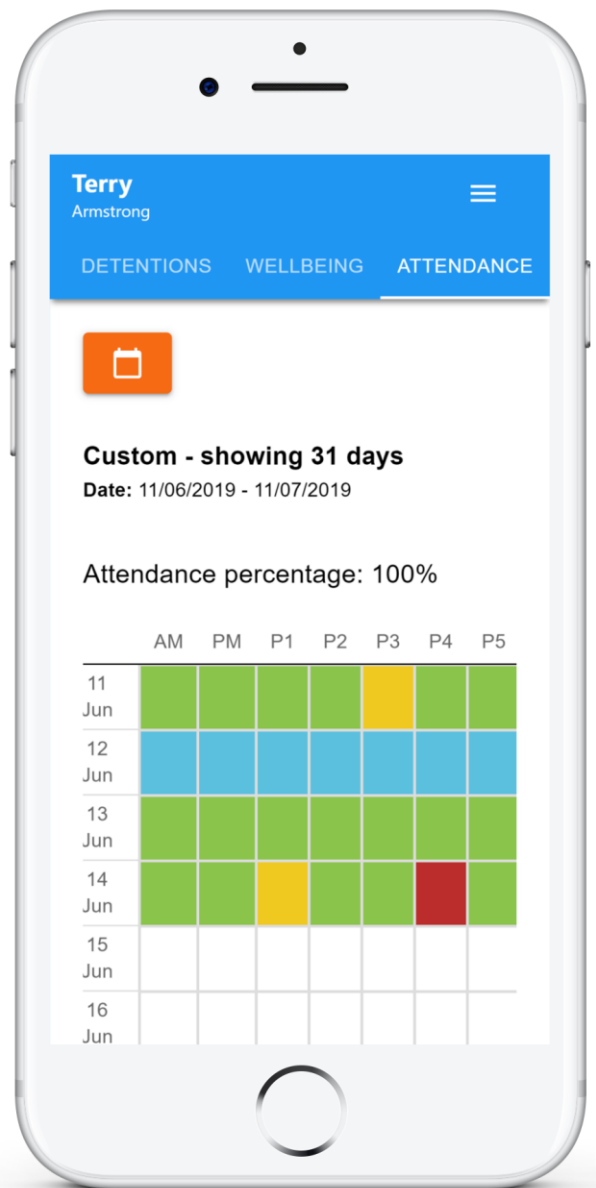 Terry
Armstrong
DETENTIONS WELLBEING ATTENDANCE
Custom - showing 31 days
Date: 11/06/2019 - 11/07/2019
Attendance percentage: 100%
AM PM P1 P2 P3 P4 P5
11
Jun
12
Jun
13
Jun
14
Jun
15
Jun
16
Jun